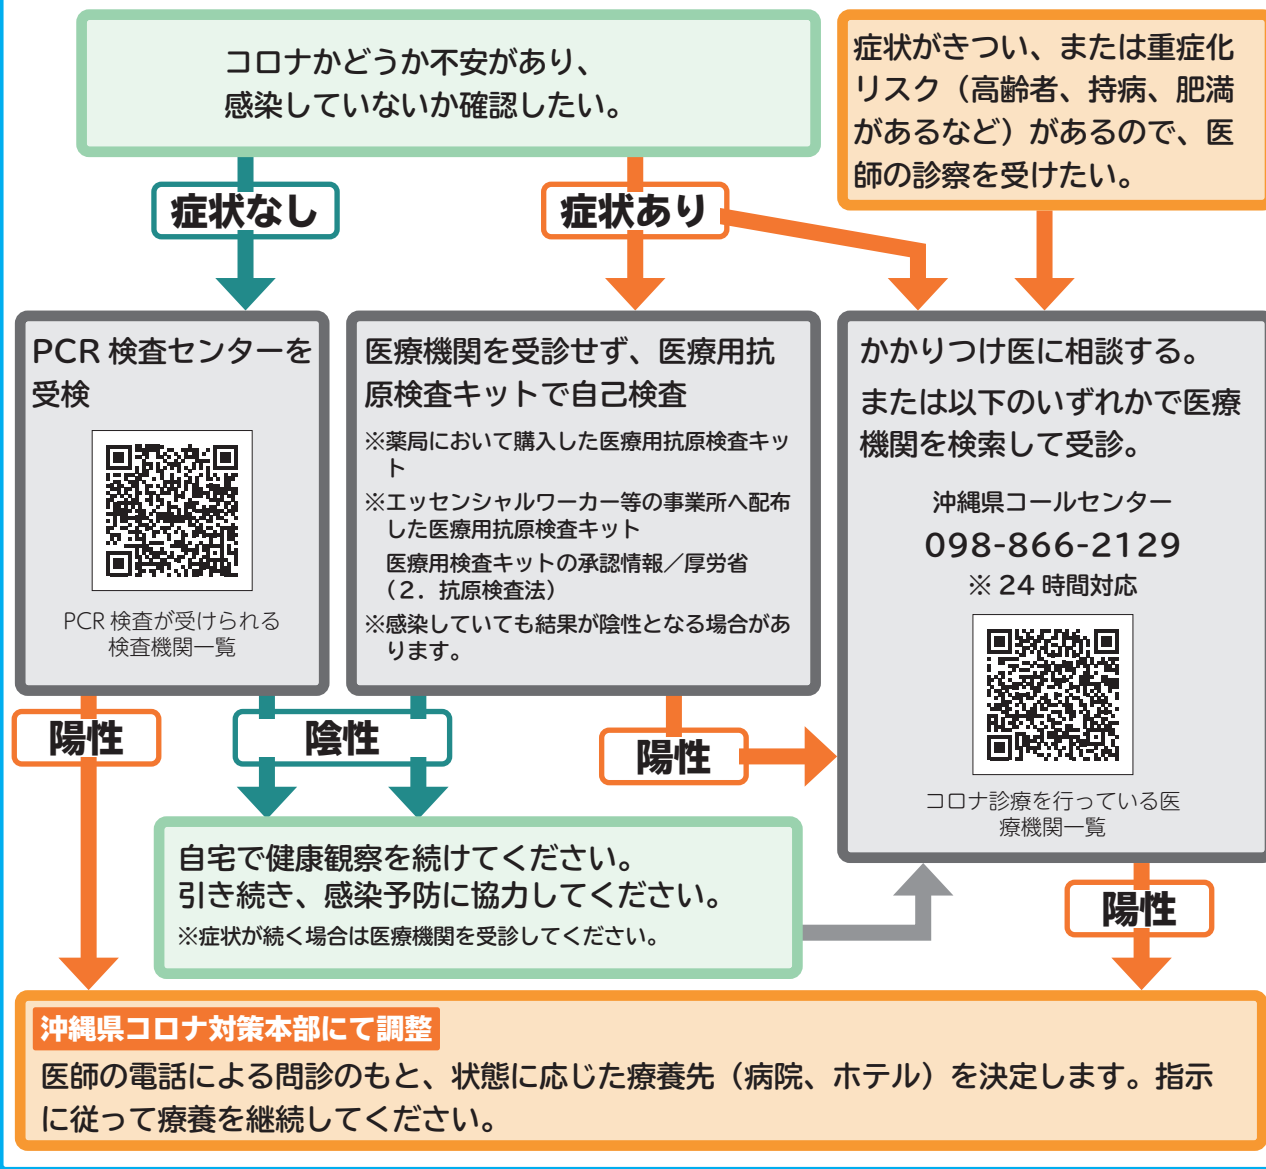 コロナかどうか不安があり、
感染していないか確認したい。
症状がきつい、または重症化
リスク（高齢者、持病、肥満
があるなど）があるので、医
師の診察を受けたい。
症状なし
症状あり
PCR 検査センターを
受検
PCR 検査が受けられる
検査機関一覧
医療機関を受診せず、医療用抗
原検査キットで自己検査
※薬局において購入した医療用抗原検査キッ
ト
※エッセンシャルワーカー等の事業所へ配布
した医療用抗原検査キット
医療用検査キットの承認情報／厚労省
（２．抗原検査法）
※感染していても結果が陰性となる場合があ
ります。
かかりつけ医に相談する。
または以下のいずれかで医療
機関を検索して受診。
沖縄県コールセンター
098-866-2129
※ 24 時間対応
コロナ診療を行っている医
療機関一覧
陽性
陰性
陽性
自宅で健康観察を続けてください。
引き続き、感染予防に協力してください。
※症状が続く場合は医療機関を受診してください。
陽性
沖縄県コロナ対策本部にて調整
医師の電話による問診のもと、状態に応じた療養先（病院、ホテル）を決定します。指示
に従って療養を継続してください。